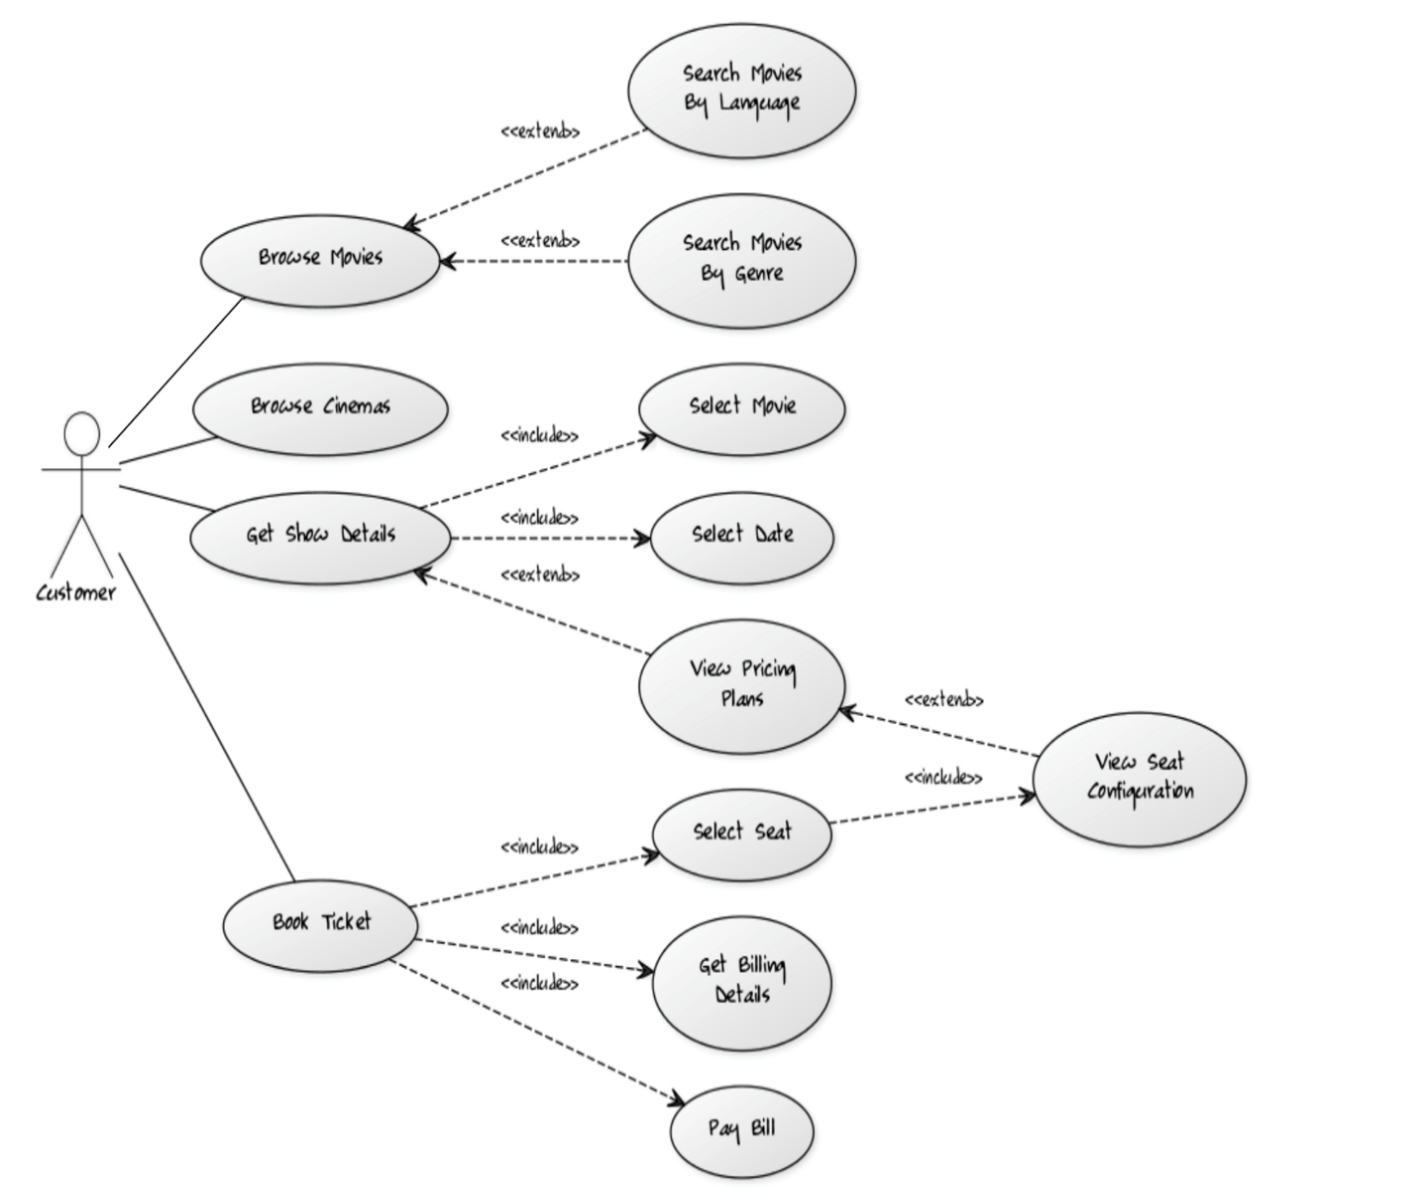 Search Movies
By Language
<<extend>>
Search Movies
By Genre
<<extend>>
Browse Movies
Browse Cinemas
Select Movie
<<include>>
<<include>>
Get Show Details
Select Date
<<extend>>
Customer
View Pricing
Plans
<<extend>>
View Seat
Configuration
<<include>>
Select Seat
<<include>>
Book Ticket
<<include>>
Get Billing
Details
<<include>>
Pay Bill